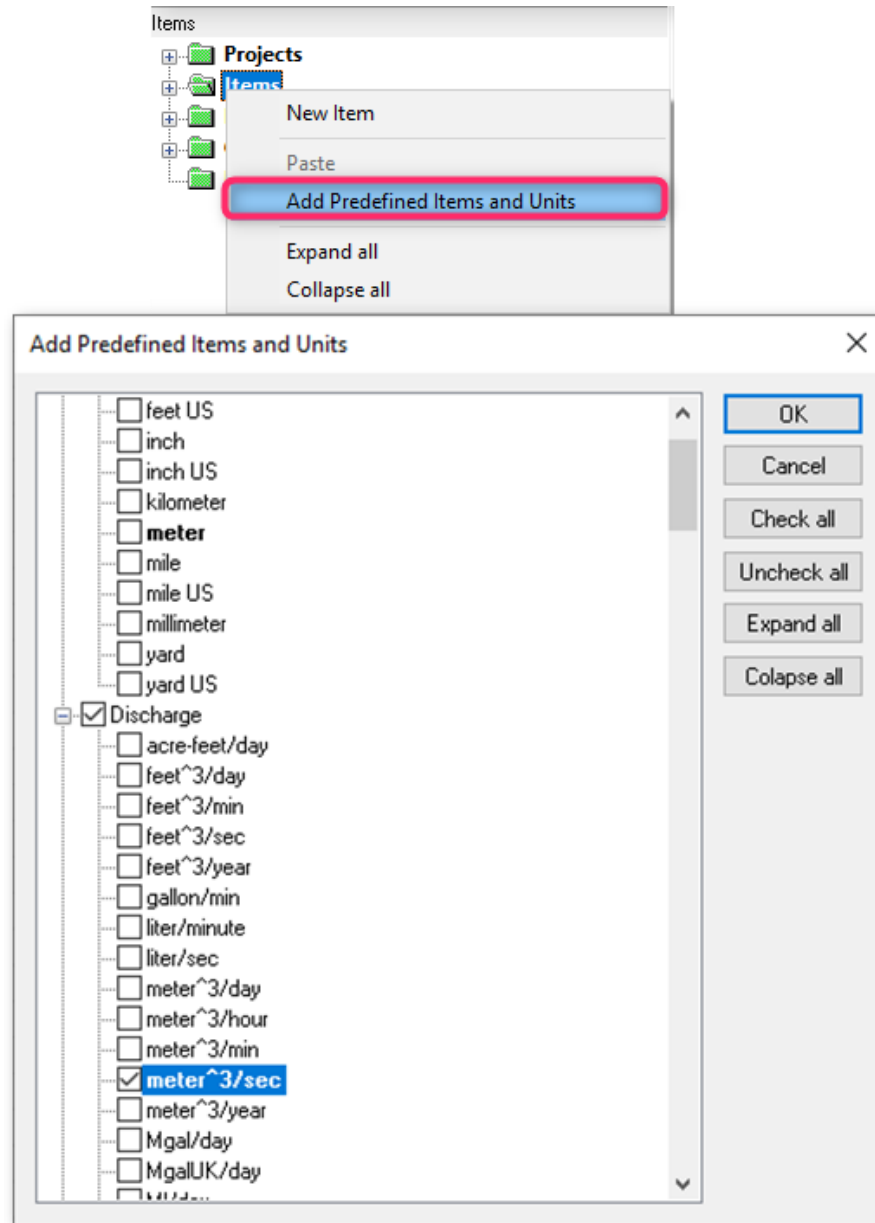 Items
Projects
Items
New Item
Paste
Add Predefined Items and Units
Expand all
Collapse all
Add Predefined Items and Units
feet US
inch
inch US
kilometer
meter
mile
mile US
millimeter
yard
yard US
Discharge
acre-feet/day
feet^3/day
feet^3/min
feet^3/sec
feet^3/year
gallon/min
liter/minute
liter/sec
meter^3/day
meter^3/hour
meter^3/min
meter^3/sec
meter^3/year
Mgal/day
MgalUK/day
OK
Cancel
Check all
Uncheck all
Expand all
Colapse all